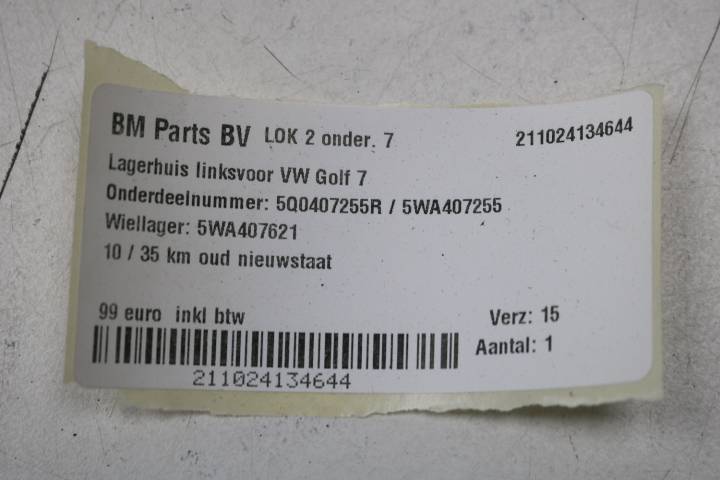 BM Parts BV LOK 2 onder. 7 211024134644
Lagerhuis linksvoor VW Golf 7
Onderdeelnummer: 5Q0407255R / 5WA407255
Wiellager: 5WA407621
10 / 35 km oud nieuwstaat
99 euro inkl btw Verz: 15
Aantal: 1
211024134644